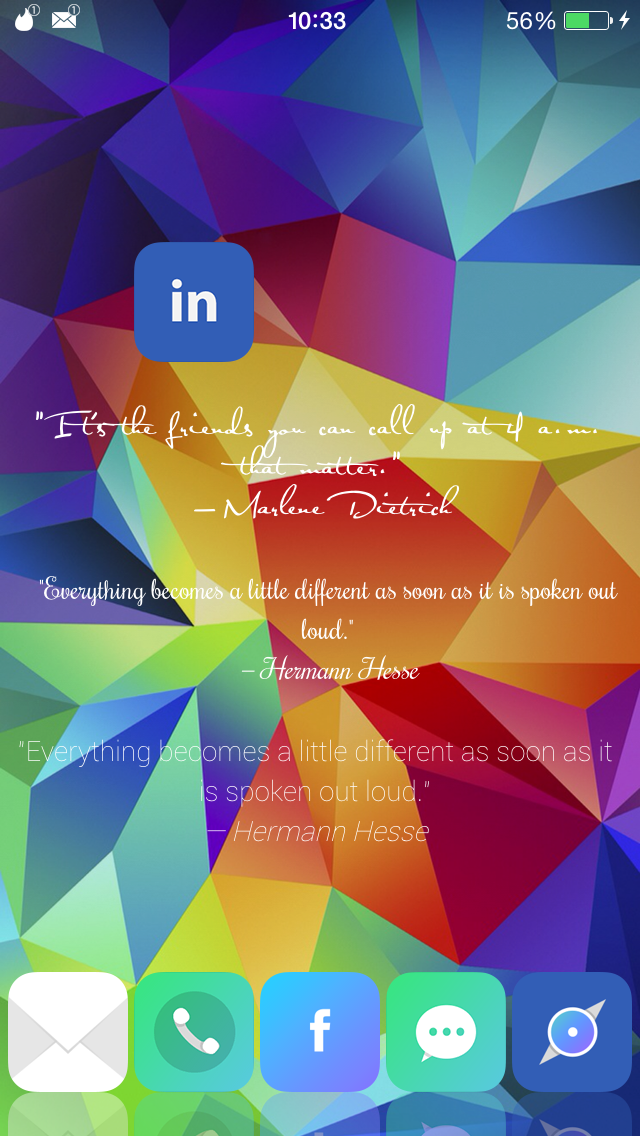 1 1 10:33 56%
in
"It's the friends you can call up at 4 a.m.
that matter."
— Marlene Dietrich
"Everything becomes a little different as soon as it is spoken out
loud."
— Hermann Hesse
"Everything becomes a little different as soon as it
is spoken out loud."
— Hermann Hesse
f